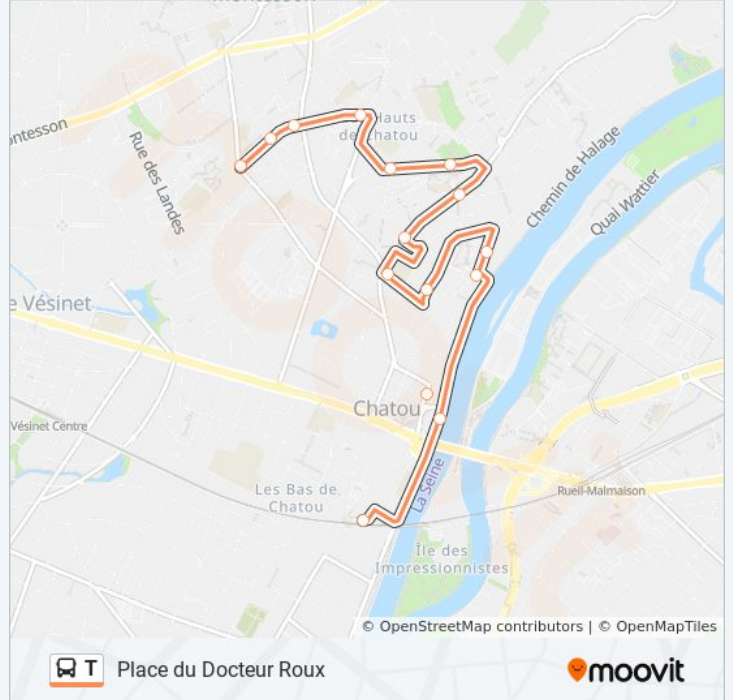 ontesson
Hauts
de Chatou
Rue des Landes
Chemin de Halage
Quai Wattier
e Vésinet
Chatou
Vésinet Centre
Les Bas de
Chatou
La Seine
Rueil-Malmaison
Île des
Impressionnistes
© OpenStreetMap contributors | © OpenMapTiles
T Place du Docteur Roux
moovit